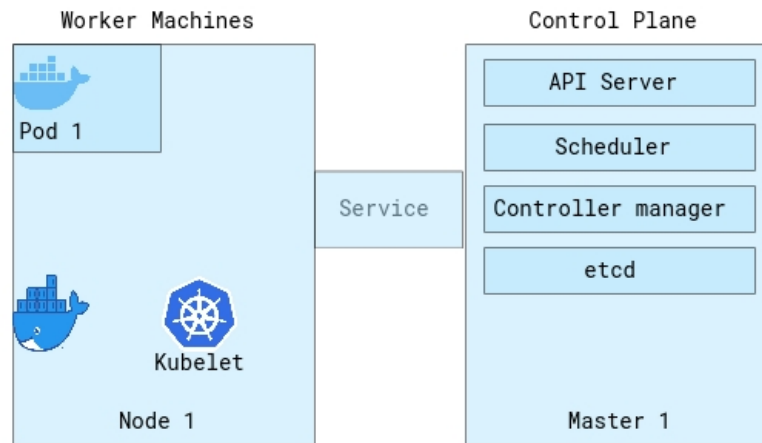 Worker Machines
Control Plane
Pod 1
Kubelet
Node 1
Service
API Server
Scheduler
Controller manager
etcd
Master 1